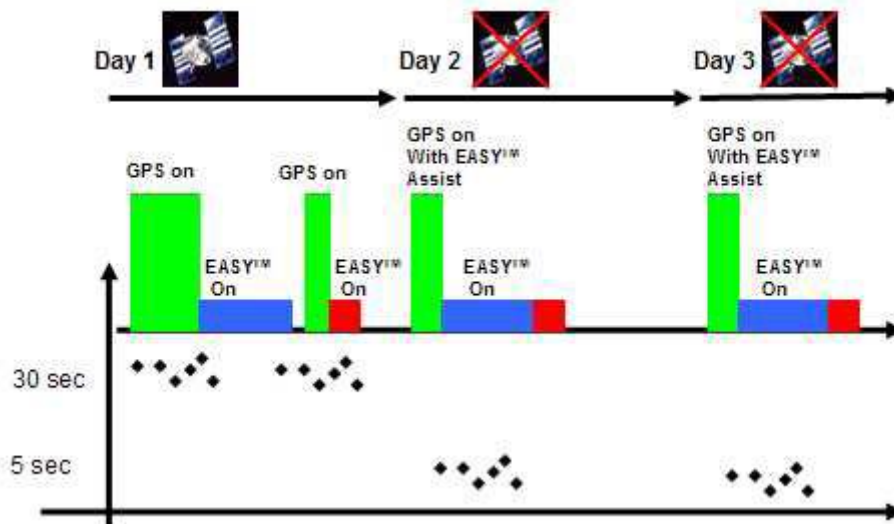 Day 1
Day 2
Day 3
GPS on
GPS on
GPS on
With EASY™
Assist
GPS on
With EASY™
Assist
EASY™
On
EASY™
On
EASY™
On
EASY™
On
30 sec
5 sec